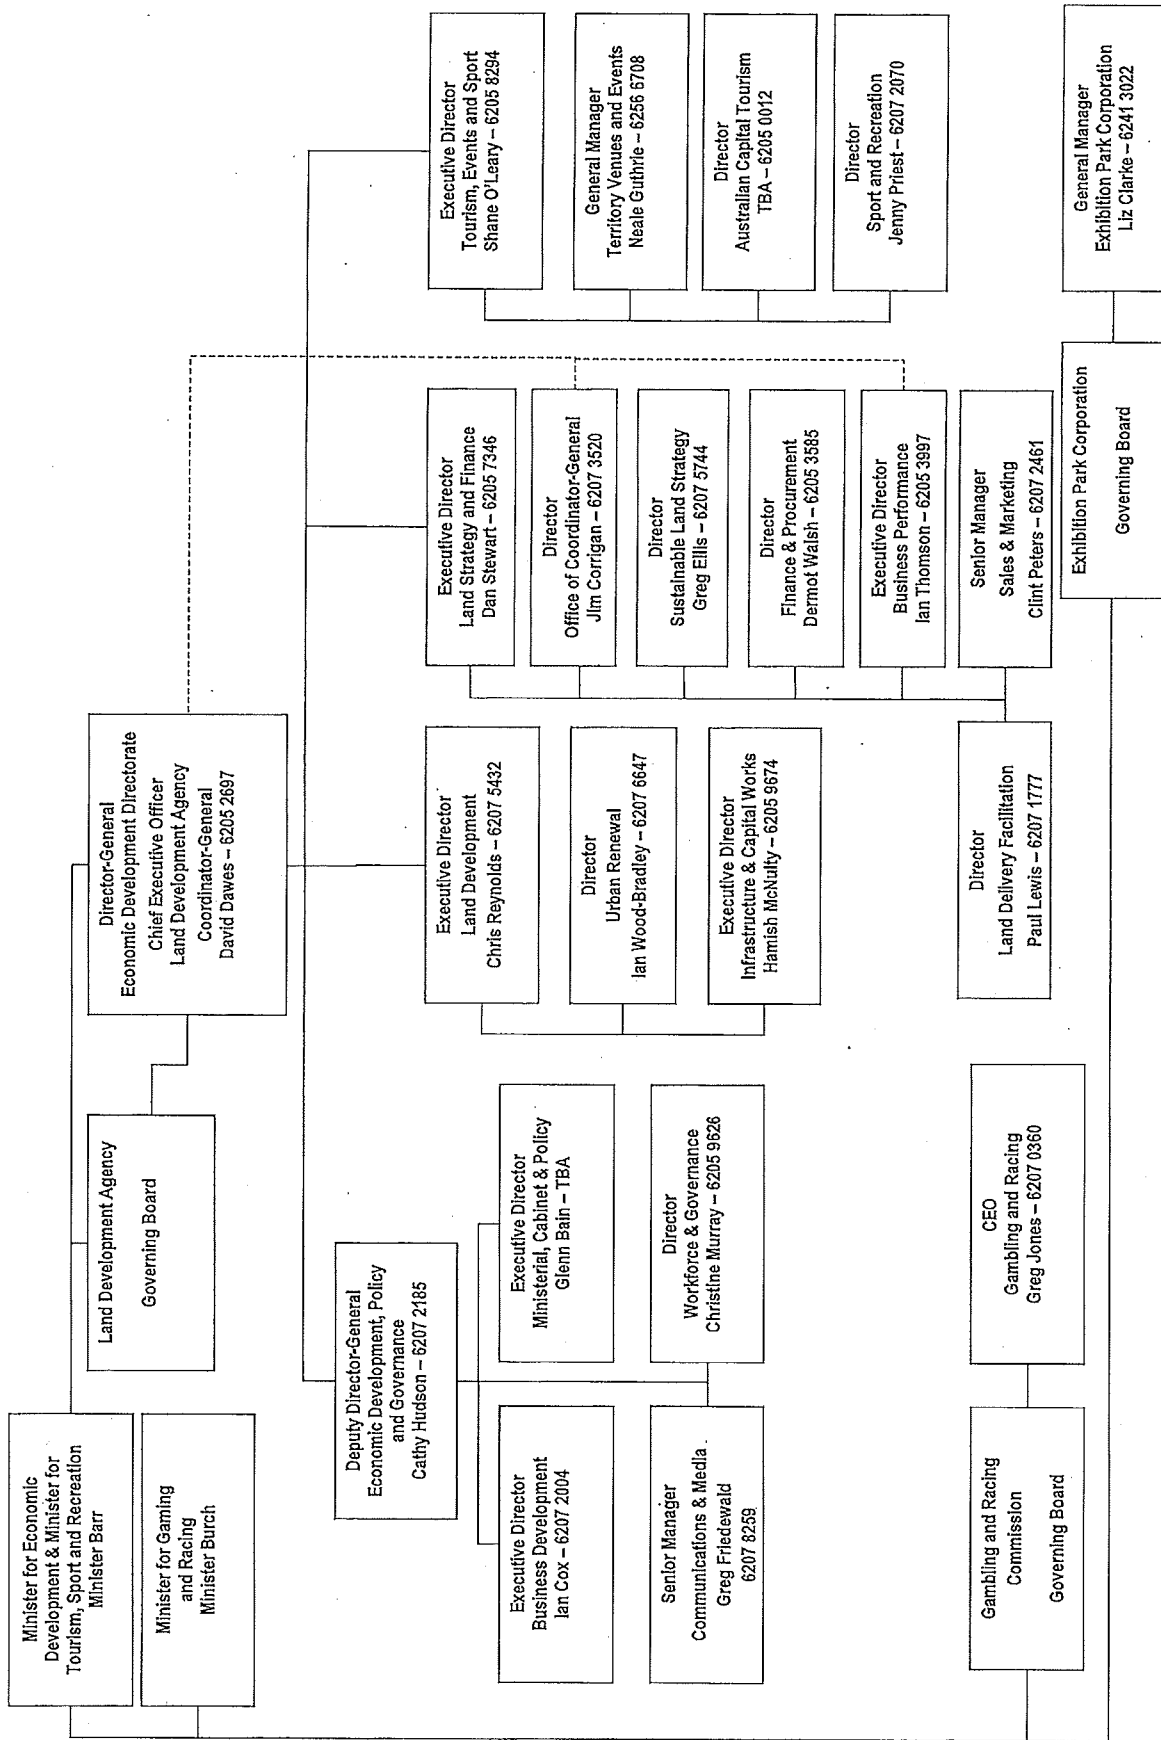 Minister for Economic
Development & Minister for
Tourism, Sport and Recreation
Minister Barr
Minister for Gaming
and Racing
Minister Burch
Land Development Agency
Governing Board
Director-General
Economic Development Directorate
Chief Executive Officer
Land Development Agency
Coordinator-General
David Dawes – 6205 2697
Deputy Director-General
Economic Development, Policy
and Governance
Cathy Hudson – 6207 2185
Executive Director
Business Development
Ian Cox – 6207 2004
Executive Director
Ministerial, Cabinet & Policy
Glenn Bain – TBA
Senior Manager
Communications & Media
Greg Friedewald
6207 8259
Director
Workforce & Governance
Christine Murray – 6205 9626
Executive Director
Land Development
Chris Reynolds – 6207 5432
Director
Urban Renewal
Ian Wood-Bradley – 6207 6647
Executive Director
Infrastructure & Capital Works
Hamish McNulty – 6205 9674
Director
Land Delivery Facilitation
Paul Lewis – 6207 1777
Executive Director
Land Strategy and Finance
Dan Stewart – 6205 7346
Director
Office of Coordinator-General
Jim Corrigan – 6207 3520
Director
Sustainable Land Strategy
Greg Ellis – 6207 5744
Director
Finance & Procurement
Dermot Walsh – 6205 3585
Executive Director
Business Performance
Ian Thomson – 6205 3997
Senior Manager
Sales & Marketing
Clint Peters – 6207 2461
Executive Director
Tourism, Events and Sport
Shane O'Leary – 6205 8294
General Manager
Territory Venues and Events
Neale Guthrie – 6256 6708
Director
Australian Capital Tourism
TBA – 6205 0012
Director
Sport and Recreation
Jenny Priest – 6207 2070
Gambling and Racing
Commission
Governing Board
CEO
Gambling and Racing
Greg Jones – 6207 0360
Exhibition Park Corporation
Governing Board
General Manager
Exhibition Park Corporation
Liz Clarke – 6241 3022